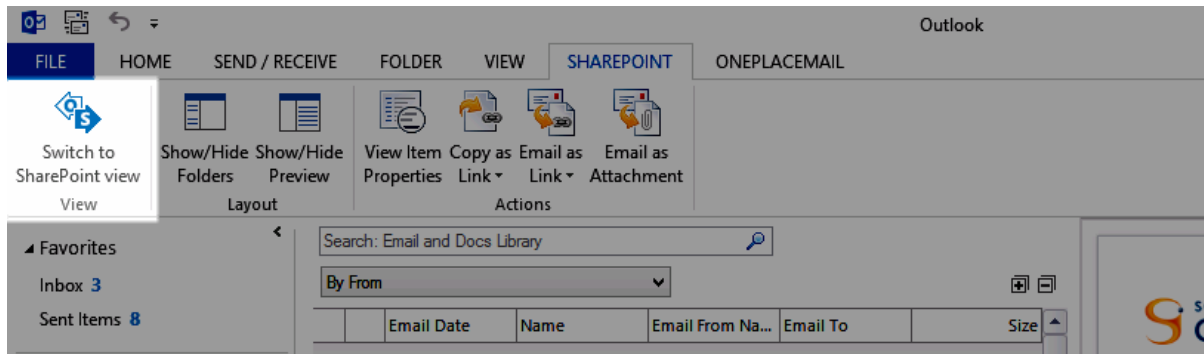 Outlook
FILE HOME SEND / RECEIVE FOLDER VIEW SHAREPOINT ONEPLACEMAIL
Switch to SharePoint view
Show/Hide Folders
Show/Hide Preview
View Item Properties
Copy as Link
Email as Link
Email as Attachment
View Layout Actions
Favorites
Search: Email and Docs Library
Inbox 3
By From
Sent Items 8
Email Date Name Email From Na... Email To Size